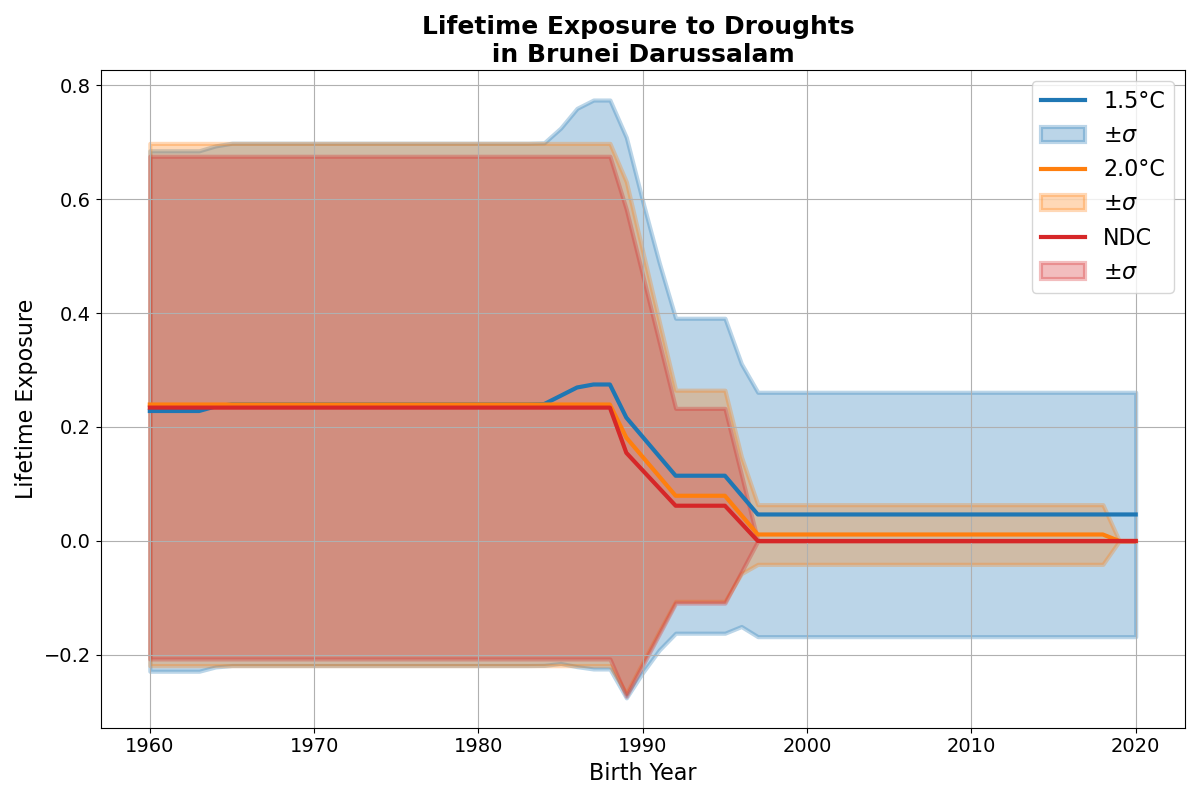 Lifetime Exposure to Droughts
in Brunei Darussalam
Lifetime Exposure
0.8
0.6
0.4
0.2
0.0
−0.2
1960
1970
1980
1990
2000
2010
2020
Birth Year
1.5°C
±σ
2.0°C
±σ
NDC
±σ